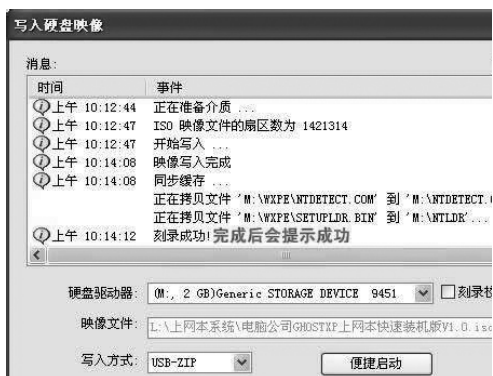 写入硬盘映像
消息:
时间 事件
上午 10:12:44 正在准备介质 ...
上午 10:12:47 ISO 映像文件的扇区数为 1421314
上午 10:12:47 开始写入 ...
上午 10:14:08 映像写入完成
上午 10:14:08 同步缓存 ...
正在拷贝文件 'M:\WXPE\NTDETECT.COM' 到 'M:\NTDETECT.
正在拷贝文件 'M:\WXPE\SETUPLDR.BIN' 到 'M:\NTLDR'...
上午 10:14:12 刻录成功! 完成后会提示成功
硬盘驱动器: (M:, 2 GB)Generic STORAGE DEVICE 9451 刻录
映像文件: L:\上网本系统\电脑公司GHOSTXP上网本快速装机版V1.0.iso
写入方式: USB-ZIP 便捷启动